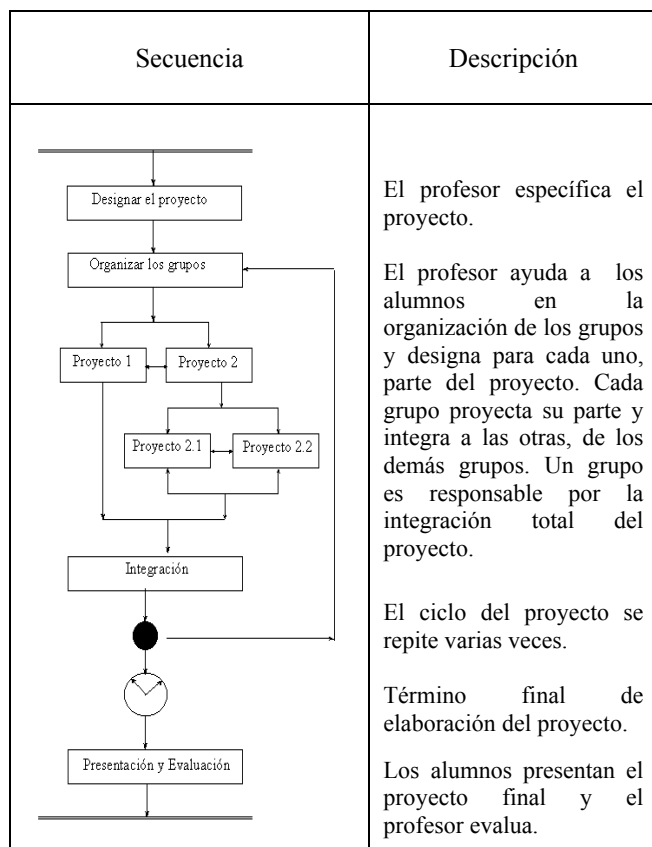 Secuencia
Descripción
Designar el proyecto
Organizar los grupos
Proyecto 1
Proyecto 2
Proyecto 2.1
Proyecto 2.2
Integración
Presentación y Evaluación
El profesor específica el
proyecto.
El profesor ayuda a los
alumnos en la
organización de los grupos
y designa para cada uno,
parte del proyecto. Cada
grupo proyecta su parte y
integra a las otras, de los
demás grupos. Un grupo
es responsable por la
integración total del
proyecto.
El ciclo del proyecto se
repite varias veces.
Término final de
elaboración del proyecto.
Los alumnos presentan el
proyecto final y el
profesor evalua.